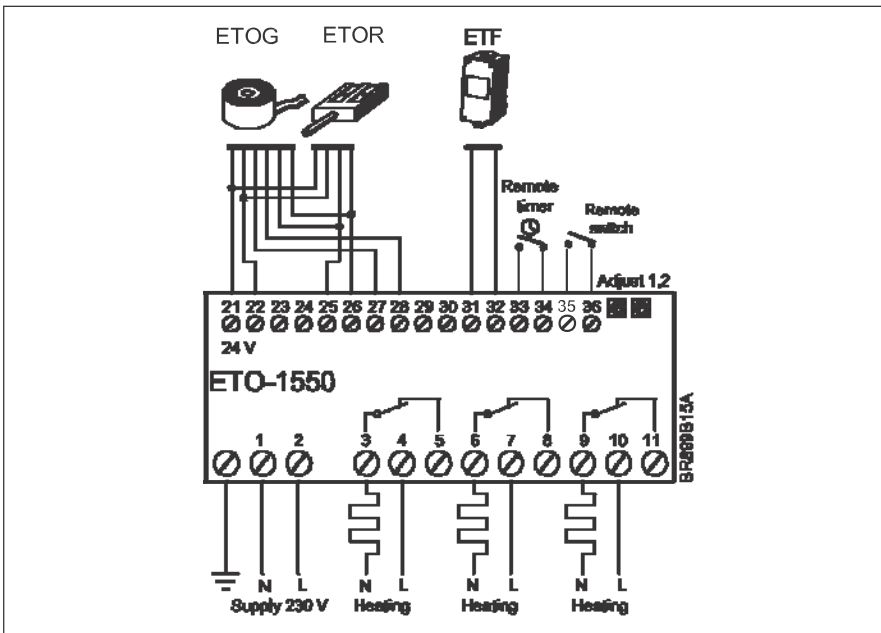 ETOG ETOR ETF
Remote
timer
Remote
switch
Adjust 1,2
21 22 23 24 25 26 27 28 29 30 31 32 33 34 35 36
24 V
ETO-1550
1 2 3 4 5 6 7 8 9 10 11
BR899B15A
N L N L N L N L
Supply 230 V Heating Heating Heating